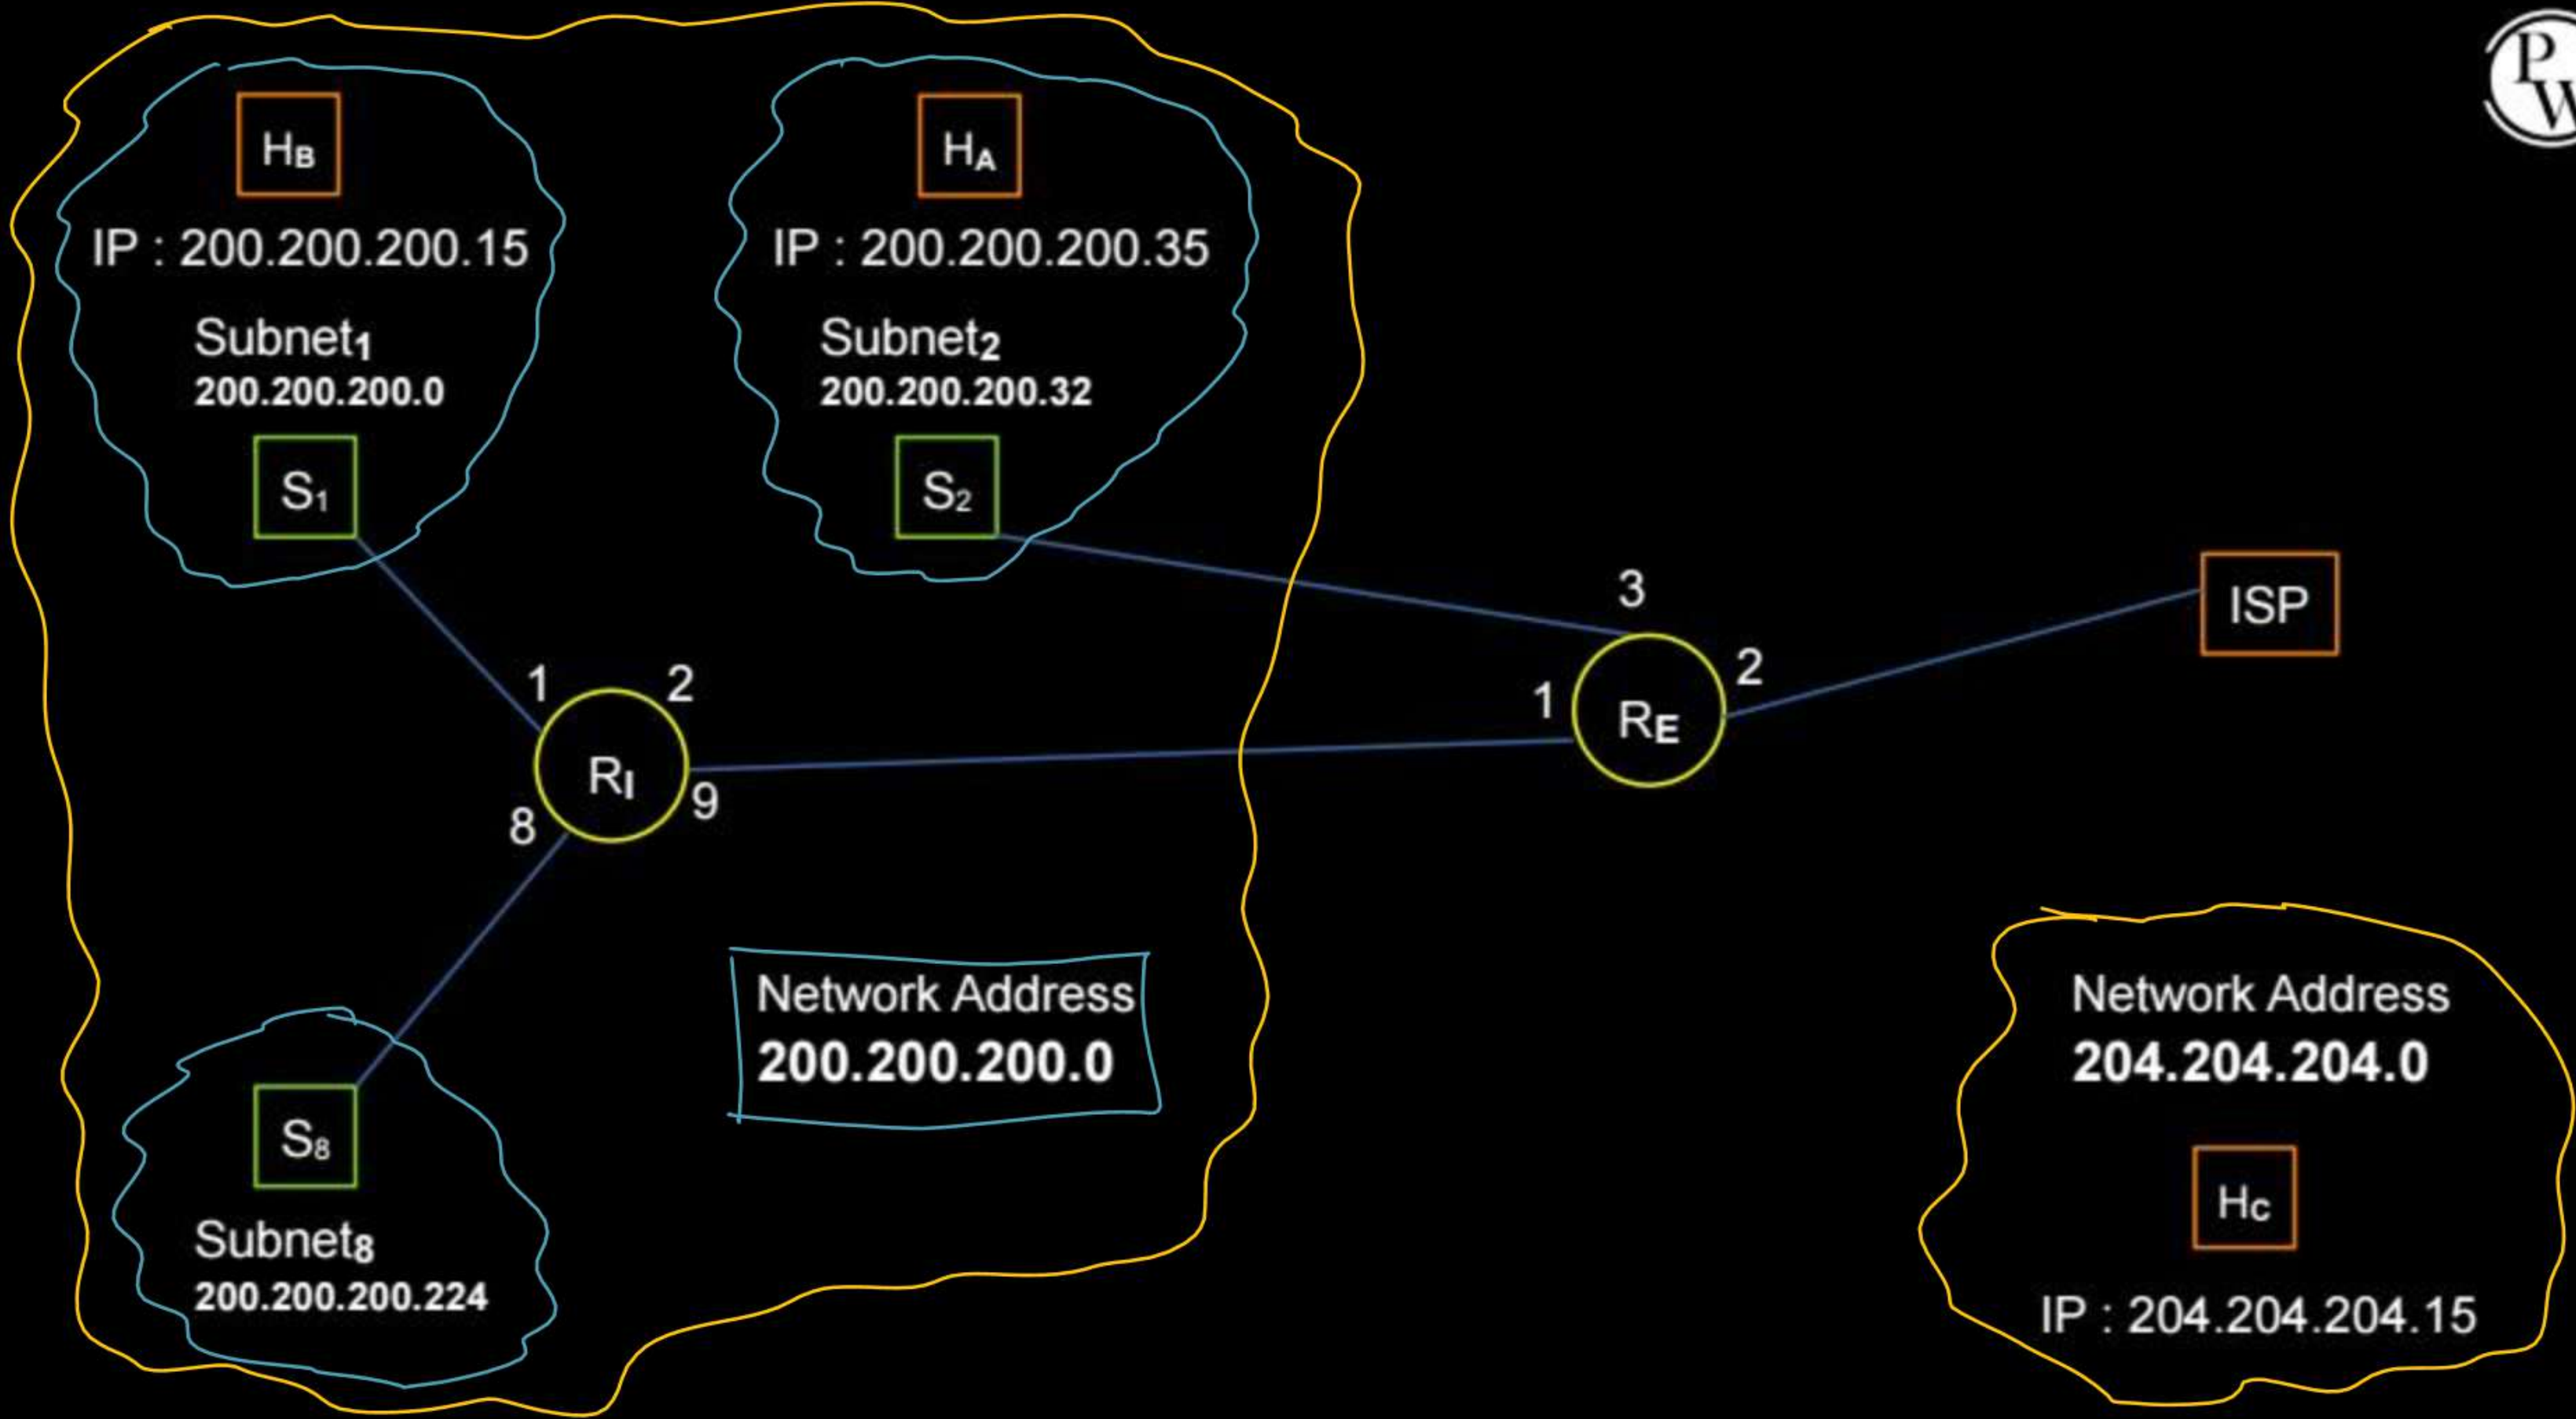 P
W
HB
IP : 200.200.200.15
Subnet1
200.200.200.0
S1
HA
IP : 200.200.200.35
Subnet2
200.200.200.32
S2
1
2
RI
8
9
3
1
2
RE
ISP
S8
Subnet8
200.200.200.224
Network Address
200.200.200.0
Network Address
204.204.204.0
Hc
IP : 204.204.204.15